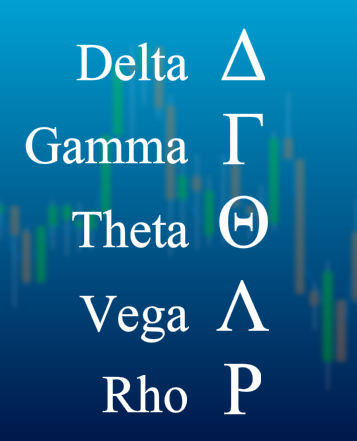 Delta Δ
Gamma Γ
Theta Θ
Vega Λ
Rho Ρ